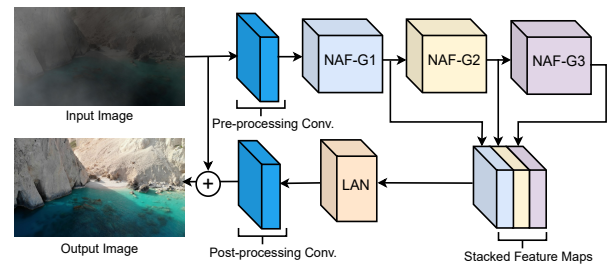 NAF-G1
NAF-G2
NAF-G3
Input Image
Pre-processing Conv.
LAN
Output Image
Post-processing Conv.
Stacked Feature Maps